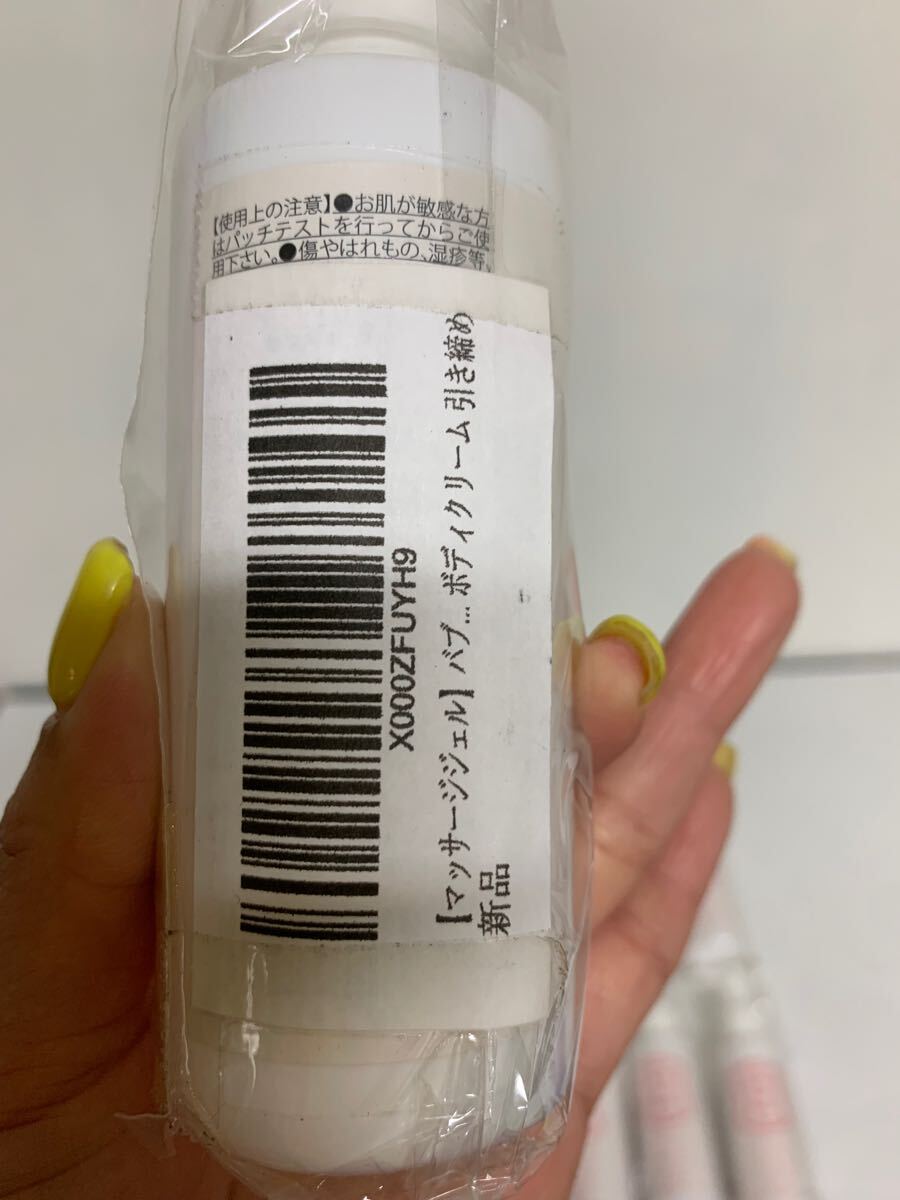 【使用上の注意】●お肌が敏感な方
はパッチテストを行ってからご使
用下さい。●傷やはれもの、湿疹等、
X000ZFUYH9
【マッサージジェル】バブ... ボディクリーム 引き締め
新品